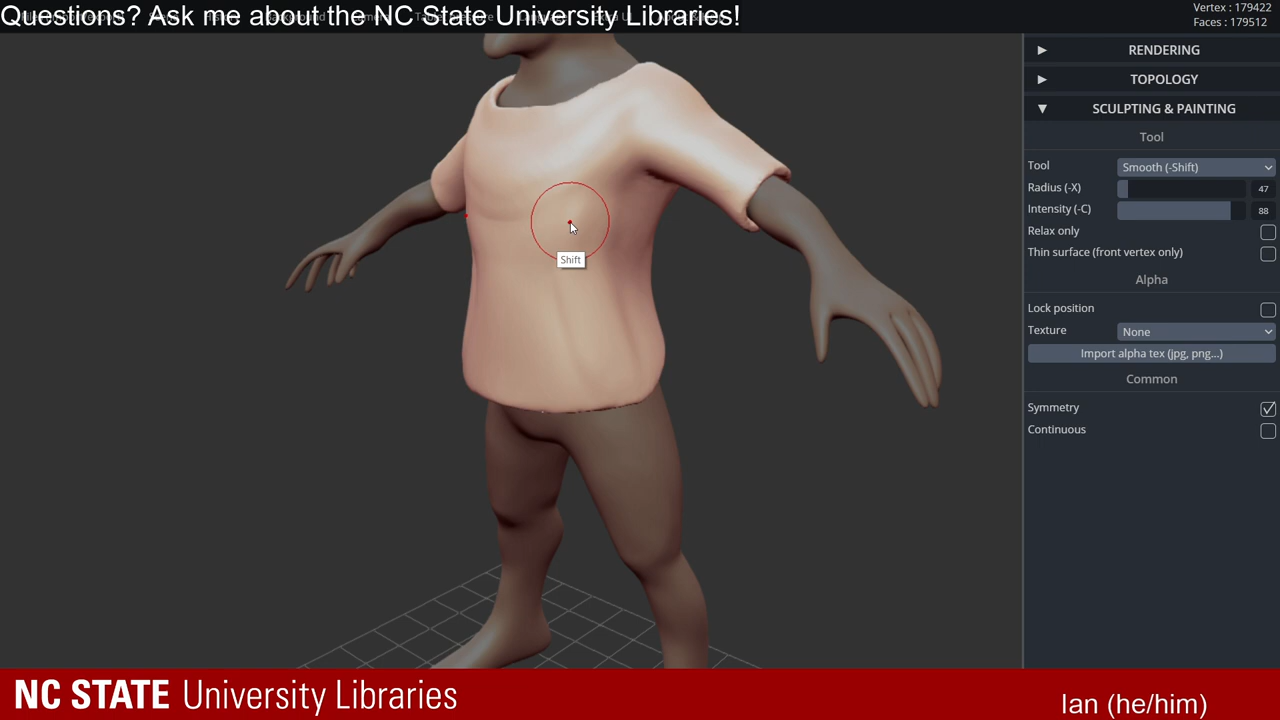 Questions? Ask me about the NC State University Libraries!
Vertex : 179422
Faces : 179512
RENDERING
TOPOLOGY
SCULPTING & PAINTING
Tool
Tool Smooth (-Shift)
Radius (-X) 47
Intensity (-C) 88
Relax only
Thin surface (front vertex only)
Alpha
Lock position
Texture None
Import alpha tex (jpg, png...)
Common
Symmetry
Continuous
Shift
NC STATE University Libraries
Ian (he/him)